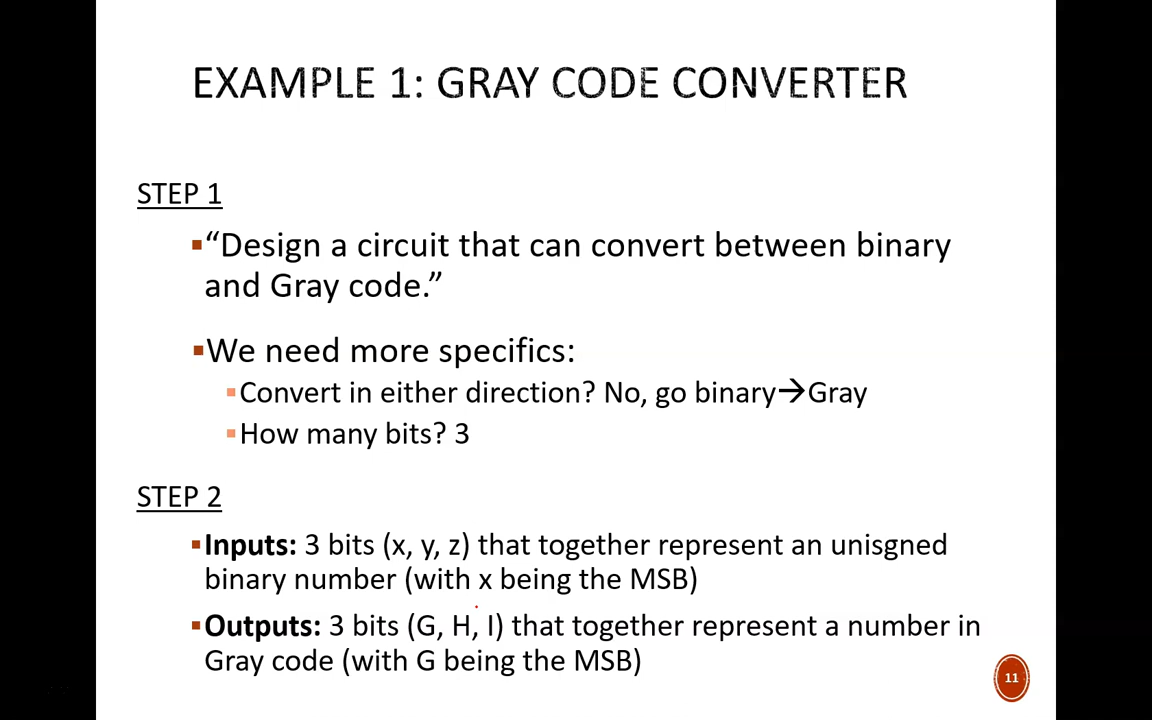 EXAMPLE 1: GRAY CODE CONVERTER
STEP 1
▪“Design a circuit that can convert between binary
and Gray code.”
▪We need more specifics:
▪Convert in either direction? No, go binary→Gray
▪How many bits? 3
STEP 2
▪Inputs: 3 bits (x, y, z) that together represent an unisgned
binary number (with x being the MSB)
▪Outputs: 3 bits (G, H, I) that together represent a number in
Gray code (with G being the MSB)
11